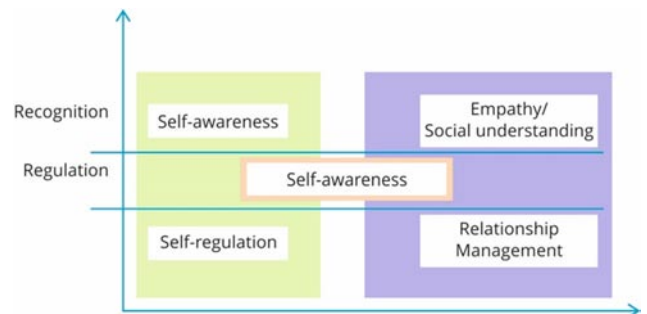 Recognition
Self-awareness
Empathy/
Social understanding
Regulation
Self-awareness
Self-regulation
Relationship
Management